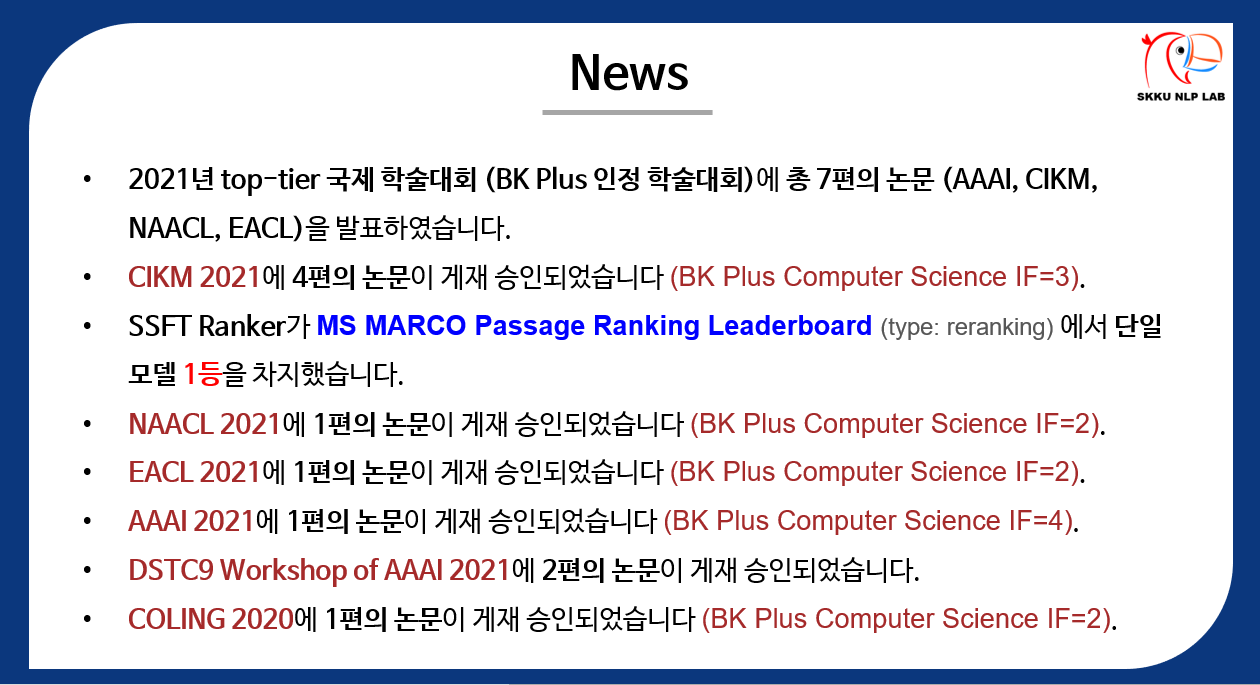 News
SKKU NLP LAB
• 2021년 top-tier 국제 학술대회 (BK Plus 인정 학술대회)에 총 7편의 논문 (AAAI, CIKM,
NAACL, EACL)을 발표하였습니다.
• CIKM 2021에 4편의 논문이 게재 승인되었습니다 (BK Plus Computer Science IF=3).
• SSFT Ranker가 MS MARCO Passage Ranking Leaderboard (type: reranking) 에서 단일
모델 1등을 차지했습니다.
• NAACL 2021에 1편의 논문이 게재 승인되었습니다 (BK Plus Computer Science IF=2).
• EACL 2021에 1편의 논문이 게재 승인되었습니다 (BK Plus Computer Science IF=2).
• AAAI 2021에 1편의 논문이 게재 승인되었습니다 (BK Plus Computer Science IF=4).
• DSTC9 Workshop of AAAI 2021에 2편의 논문이 게재 승인되었습니다.
• COLING 2020에 1편의 논문이 게재 승인되었습니다 (BK Plus Computer Science IF=2).